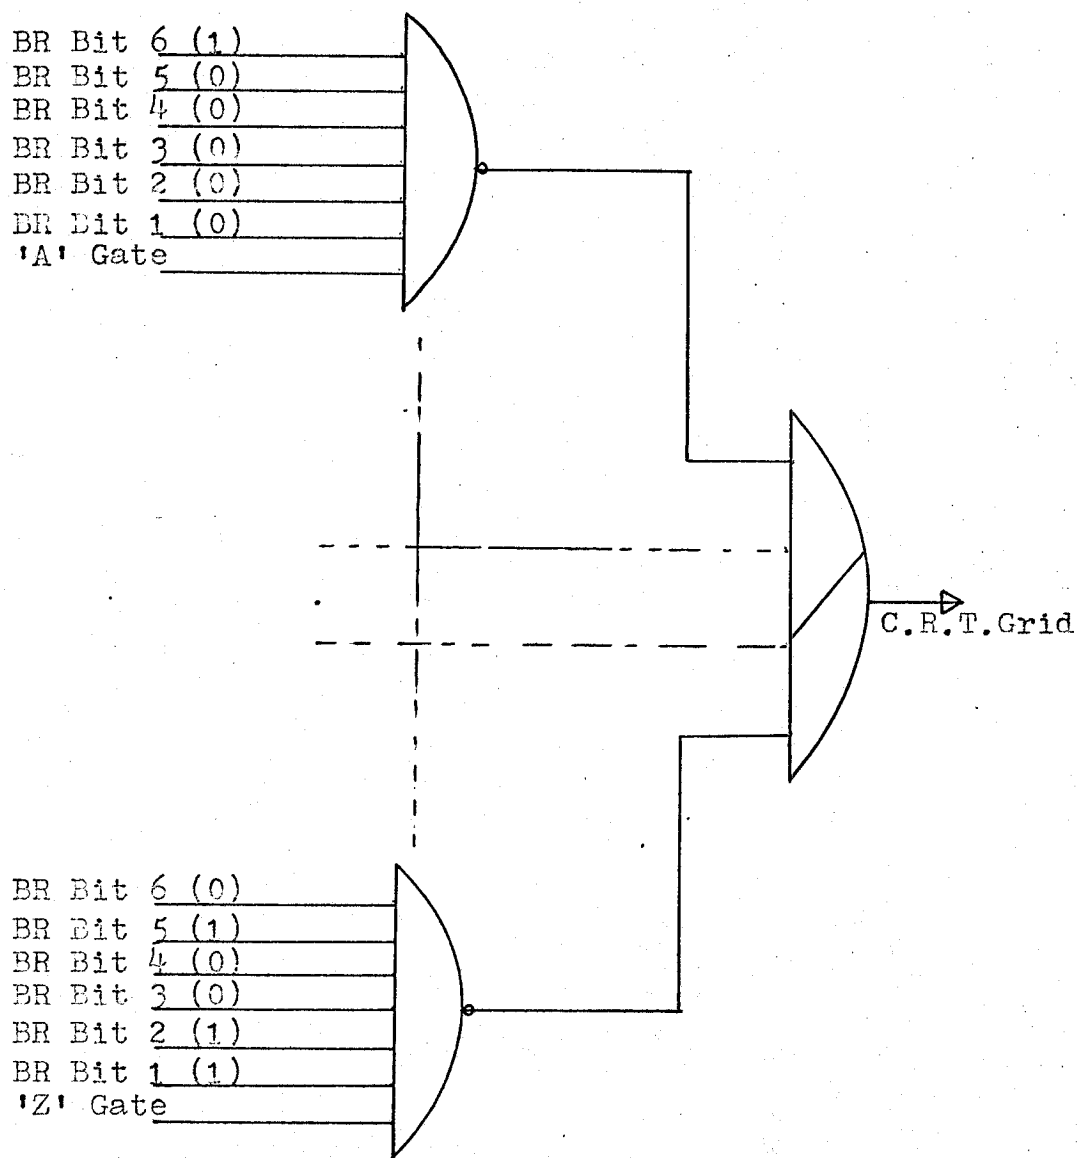 BR Bit 6 (1)
BR Bit 5 (0)
BR Bit 4 (0)
BR Bit 3 (0)
BR Bit 2 (0)
BR Bit 1 (0)
'A' Gate
C.R.T.Grid
BR Bit 6 (0)
BR Bit 5 (1)
BR Bit 4 (0)
BR Bit 3 (0)
BR Bit 2 (1)
BR Bit 1 (1)
'Z' Gate